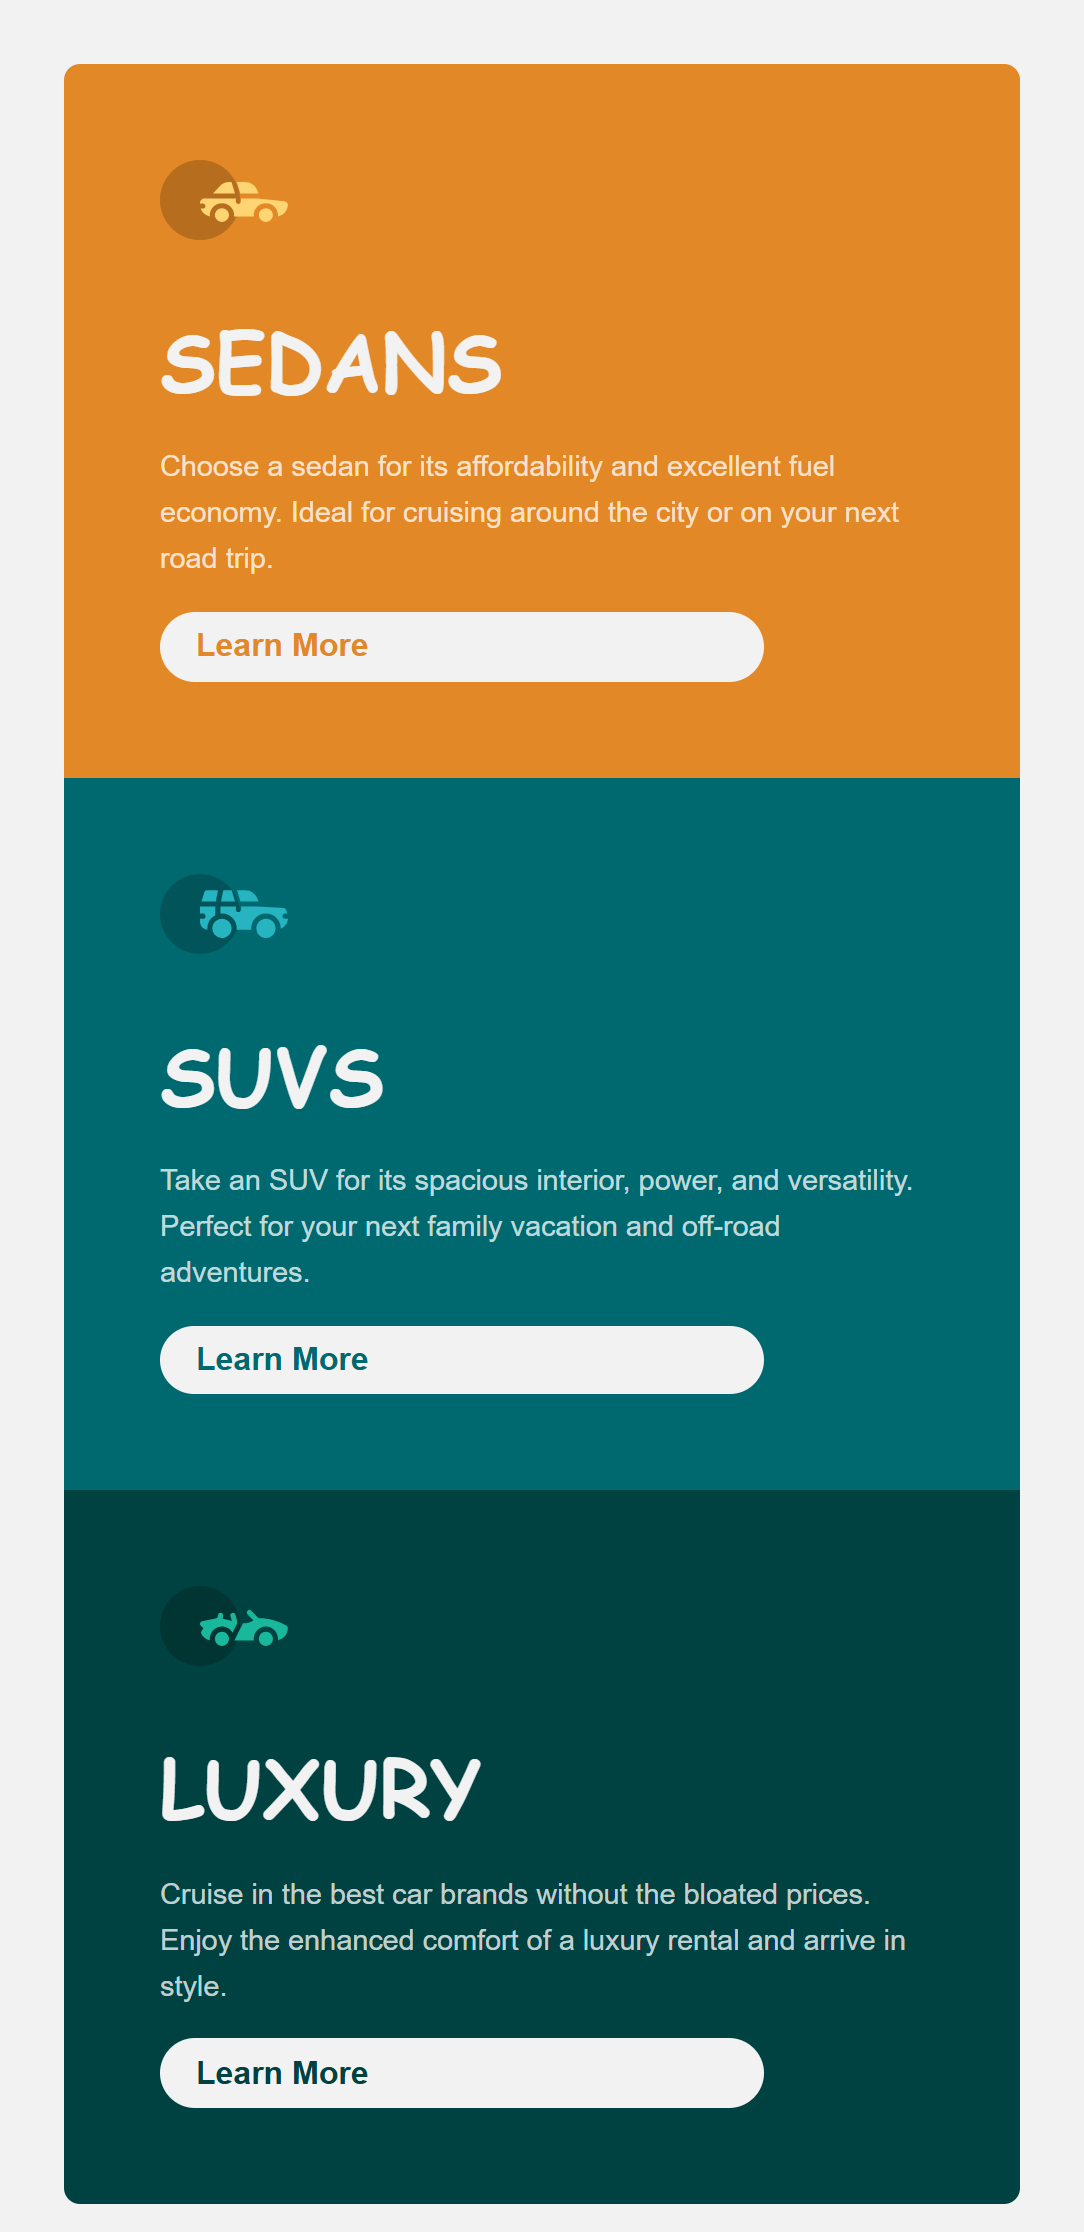 SEDANS
Choose a sedan for its affordability and excellent fuel
economy. Ideal for cruising around the city or on your next
road trip.
Learn More
SUVS
Take an SUV for its spacious interior, power, and versatility.
Perfect for your next family vacation and off-road
adventures.
Learn More
LUXURY
Cruise in the best car brands without the bloated prices.
Enjoy the enhanced comfort of a luxury rental and arrive in
style.
Learn More